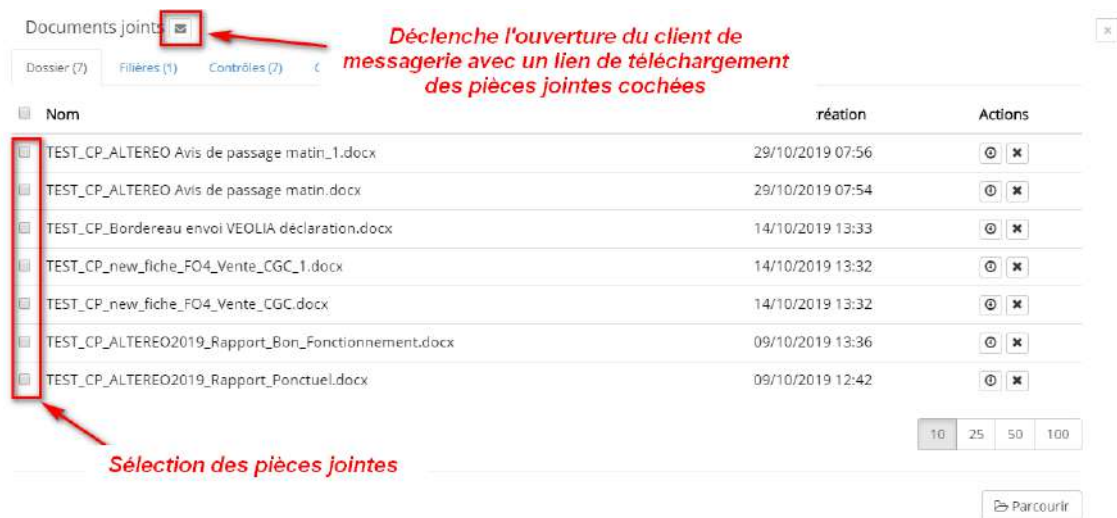 Documents joints
Déclenche l'ouverture du client de
messagerie avec un lien de téléchargement
des pièces jointes cochées
Dossier (7) Filières (1) Contrôles (7)
Nom réation Actions
TEST_CP_ALTEREO Avis de passage matin_1.docx 29/10/2019 07:56
TEST_CP_ALTEREO Avis de passage matin.docx 29/10/2019 07:54
TEST_CP_Bordereau envoi VEOLIA déclaration.docx 14/10/2019 13:33
TEST_CP_new_fiche_FO4_Vente_CGC_1.docx 14/10/2019 13:32
TEST_CP_new_fiche_FO4_Vente_CGC.docx 14/10/2019 13:32
TEST_CP_ALTEREO2019_Rapport_Bon_Fonctionnement.docx 09/10/2019 13:36
TEST_CP_ALTEREO2019_Rapport_Ponctuel.docx 09/10/2019 12:42
10 25 50 100
Sélection des pièces jointes
Parcourir